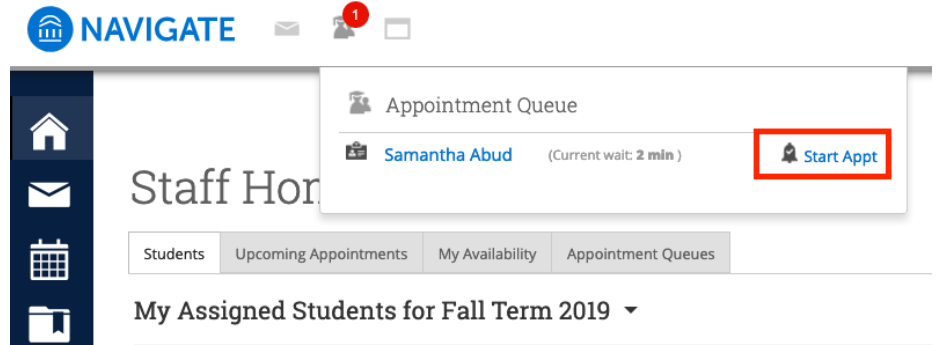 NAVIGATE
1
Appointment Queue
Samantha Abud (Current wait: 2 min ) Start Appt
Staff Hor
Students Upcoming Appointments My Availability Appointment Queues
My Assigned Students for Fall Term 2019